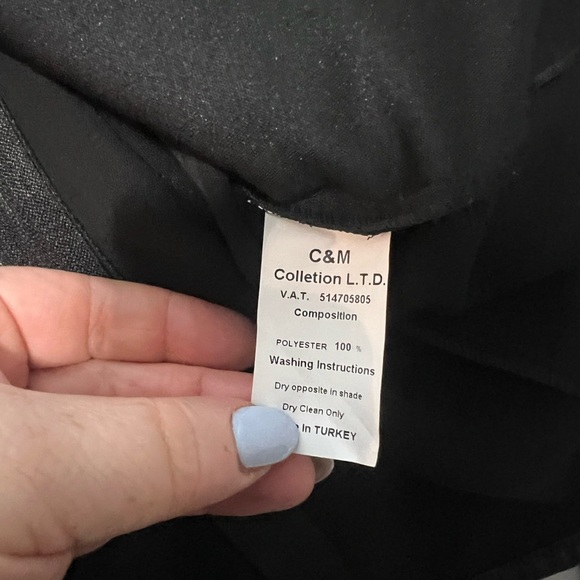 C&M
Colletion L.T.D.
V.A.T. 514705805
Composition
POLYESTER 100 %
Washing Instructions
Dry opposite in shade
Dry Clean Only
In TURKEY